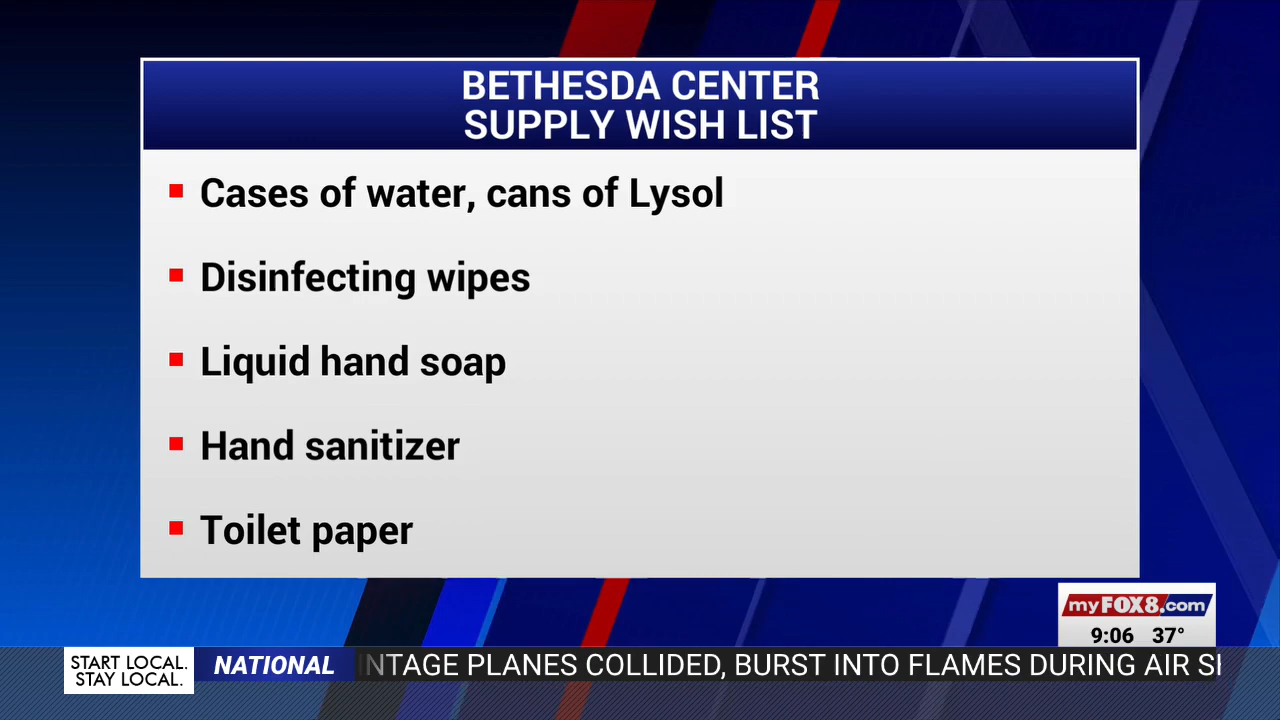 BETHESDA CENTER
SUPPLY WISH LIST
Cases of water, cans of Lysol
Disinfecting wipes
Liquid hand soap
Hand sanitizer
Toilet paper
myFOX8.com
9:06 37°
START LOCAL.
STAY LOCAL.
NATIONAL
NTAGE PLANES COLLIDED, BURST INTO FLAMES DURING AIR